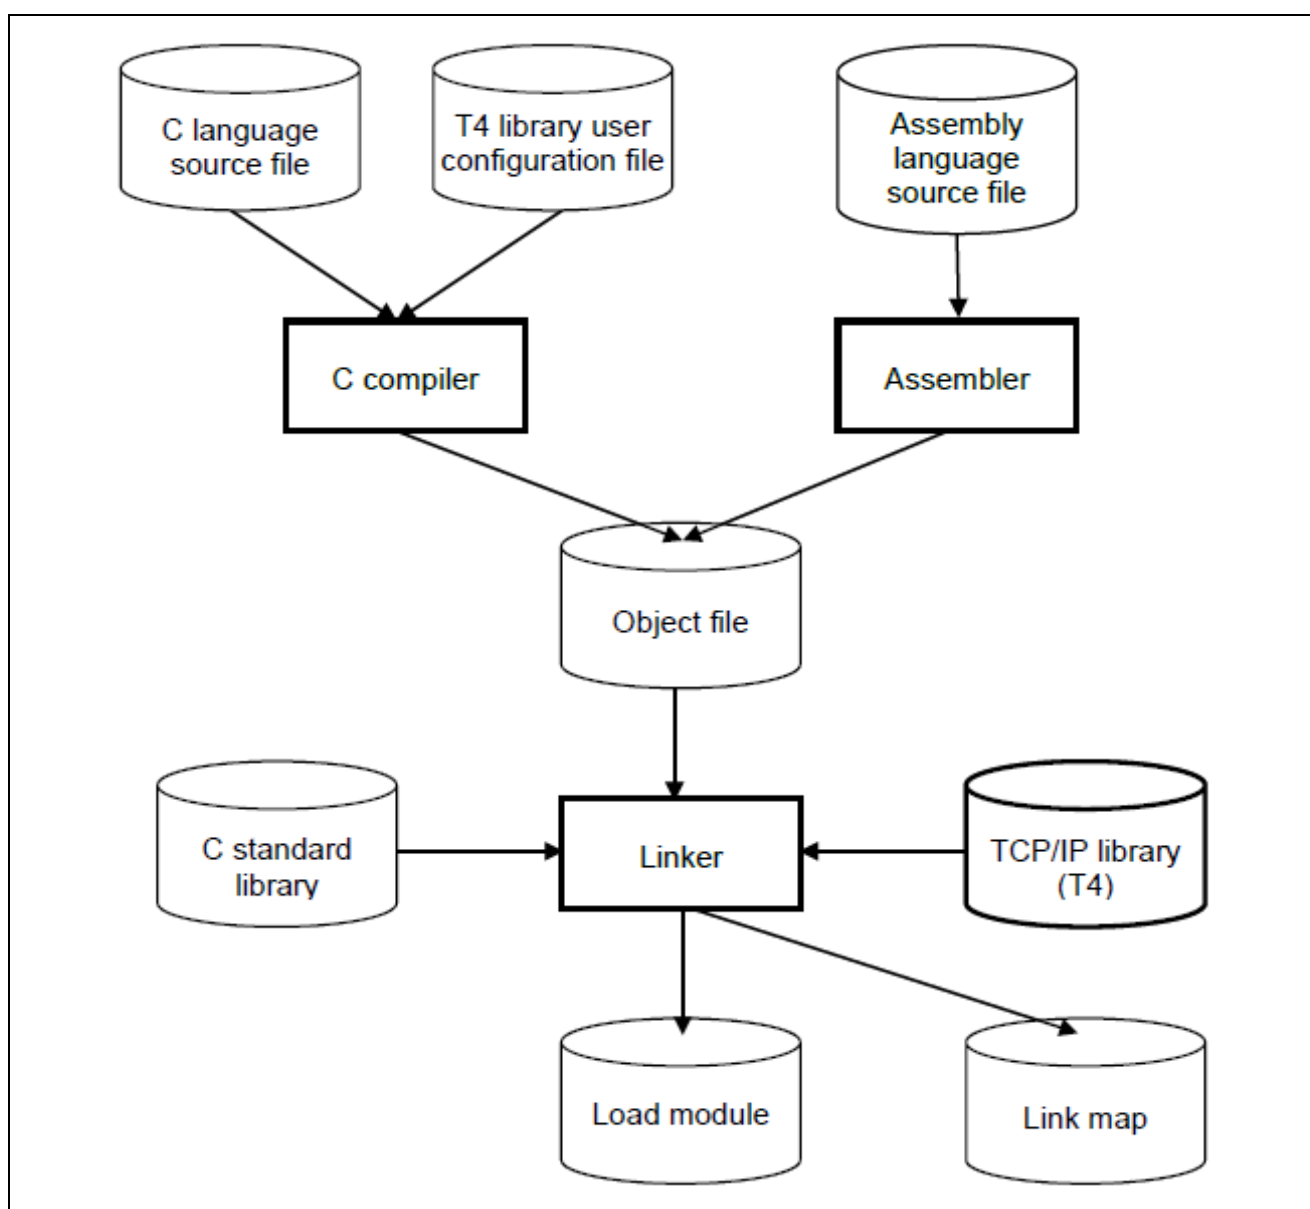 C language
source file
T4 library user
configuration file
Assembly
language
source file
C compiler
Assembler
Object file
C standard
library
Linker
TCP/IP library
(T4)
Load module
Link map